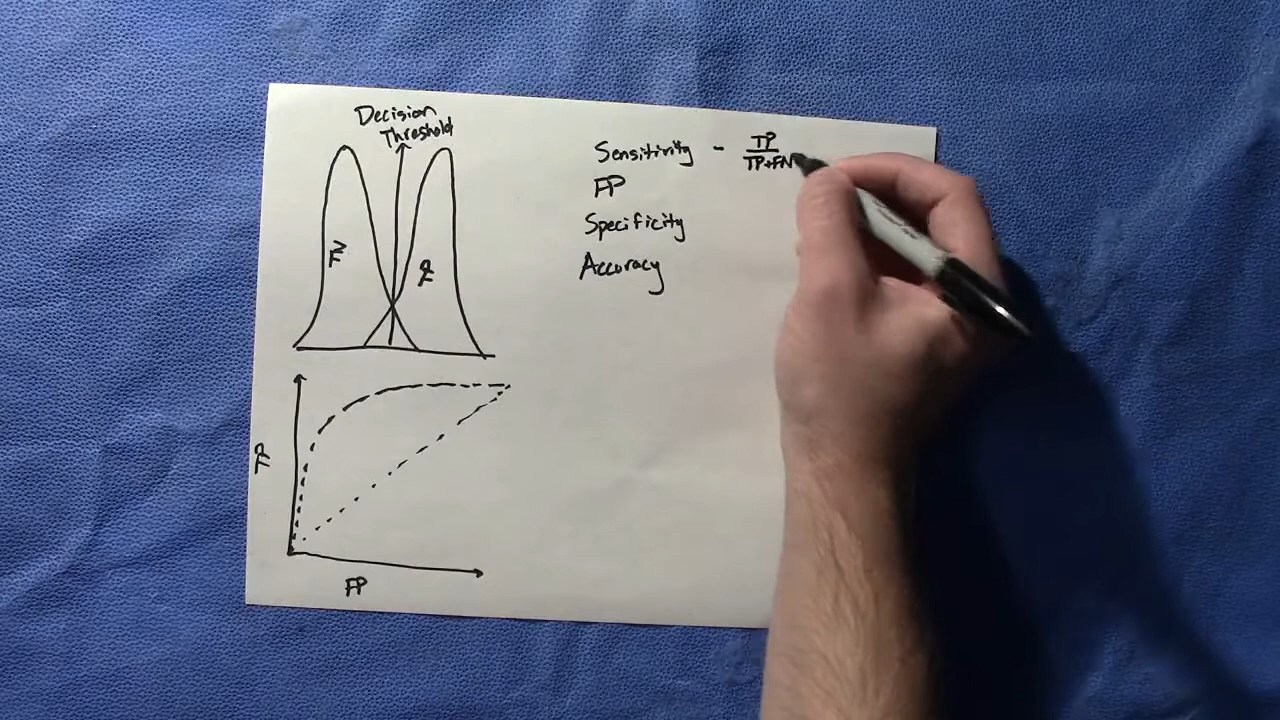 Decision
Threshold
Sensitivity - TP
TP+FN
FP
Specificity
Accuracy
TP
FP